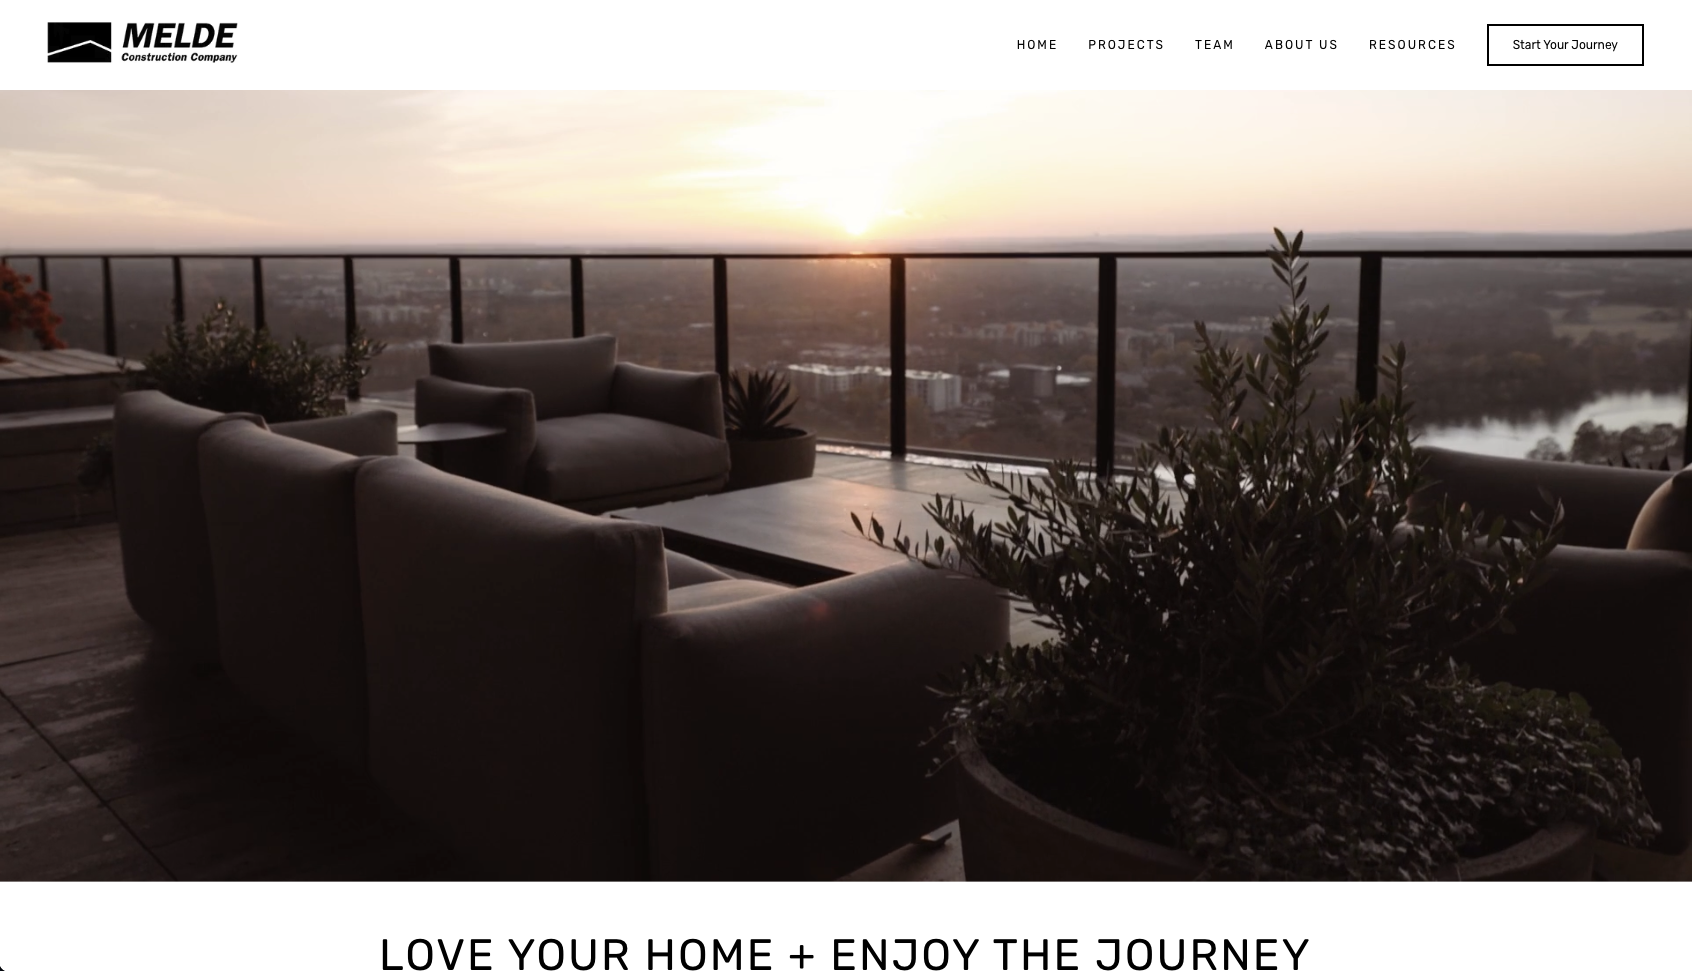 MELDE
Construction Company
HOME PROJECTS TEAM ABOUT US RESOURCES Start Your Journey
LOVE YOUR HOME + ENJOY THE JOURNEY